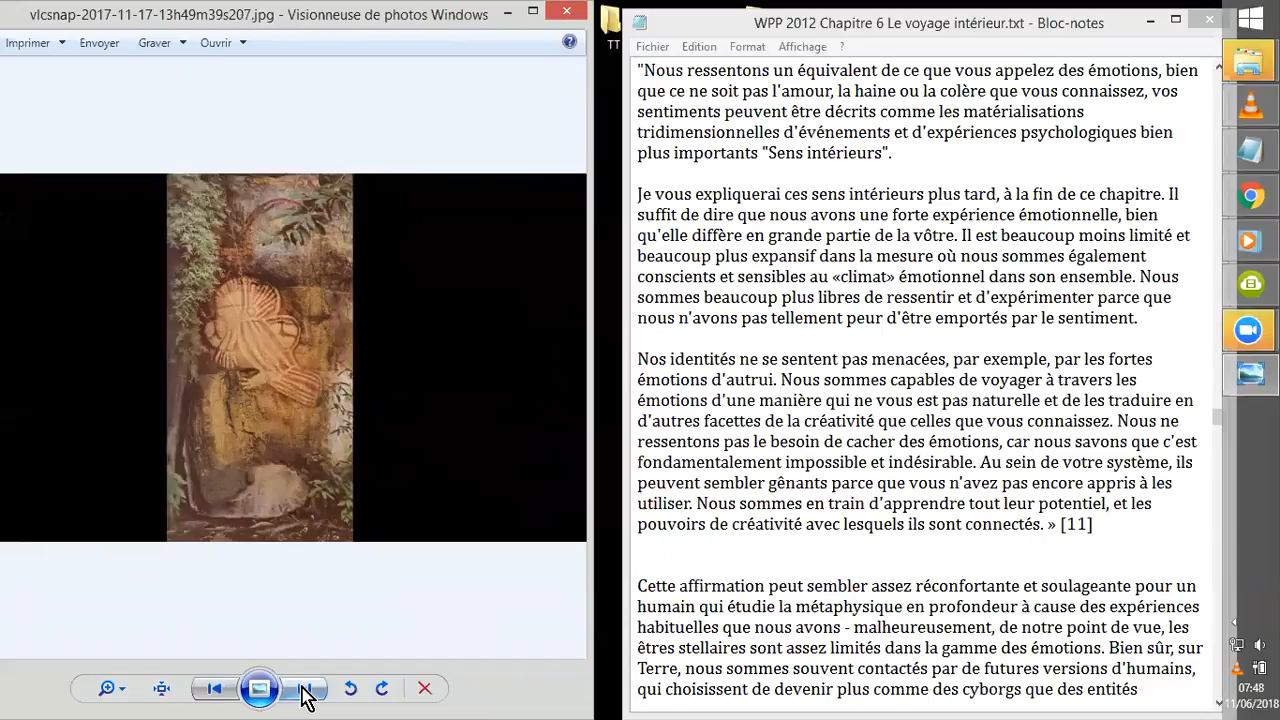 vlcsnap-2017-11-17-13h49m39s207.jpg - Visionneuse de photos Windows
Imprimer Envoyer Graver Ouvrir
TT
WPP 2012 Chapitre 6 Le voyage intérieur.txt - Bloc-notes
Fichier Edition Format Affichage ?
"Nous ressentons un équivalent de ce que vous appelez des émotions, bien
que ce ne soit pas l'amour, la haine ou la colère que vous connaissez, vos
sentiments peuvent être décrits comme les matérialisations
tridimensionnelles d'événements et d'expériences psychologiques bien
plus importants "Sens intérieurs".
Je vous expliquerai ces sens intérieurs plus tard, à la fin de ce chapitre. Il
suffit de dire que nous avons une forte expérience émotionnelle, bien
qu'elle diffère en grande partie de la vôtre. Il est beaucoup moins limité et
beaucoup plus expansif dans la mesure où nous sommes également
conscients et sensibles au «climat» émotionnel dans son ensemble. Nous
sommes beaucoup plus libres de ressentir et d'expérimenter parce que
nous n'avons pas tellement peur d'être emportés par le sentiment.
Nos identités ne se sentent pas menacées, par exemple, par les fortes
émotions d'autrui. Nous sommes capables de voyager à travers les
émotions d'une manière qui ne vous est pas naturelle et de les traduire en
d'autres facettes de la créativité que celles que vous connaissez. Nous ne
ressentons pas le besoin de cacher des émotions, car nous savons que c'est
fondamentalement impossible et indésirable. Au sein de votre système, ils
peuvent sembler gênants parce que vous n'avez pas encore appris à les
utiliser. Nous sommes en train d'apprendre tout leur potentiel, et les
pouvoirs de créativité avec lesquels ils sont connectés. » [11]
Cette affirmation peut sembler assez réconfortante et soulageante pour un
humain qui étudie la métaphysique en profondeur à cause des expériences
habituelles que nous avons - malheureusement, de notre point de vue, les
êtres stellaires sont assez limités dans la gamme des émotions. Bien sûr, sur
Terre, nous sommes souvent contactés par de futures versions d'humains,
qui choisissent de devenir plus comme des cyborgs que des entités
07:48
11/06/2018